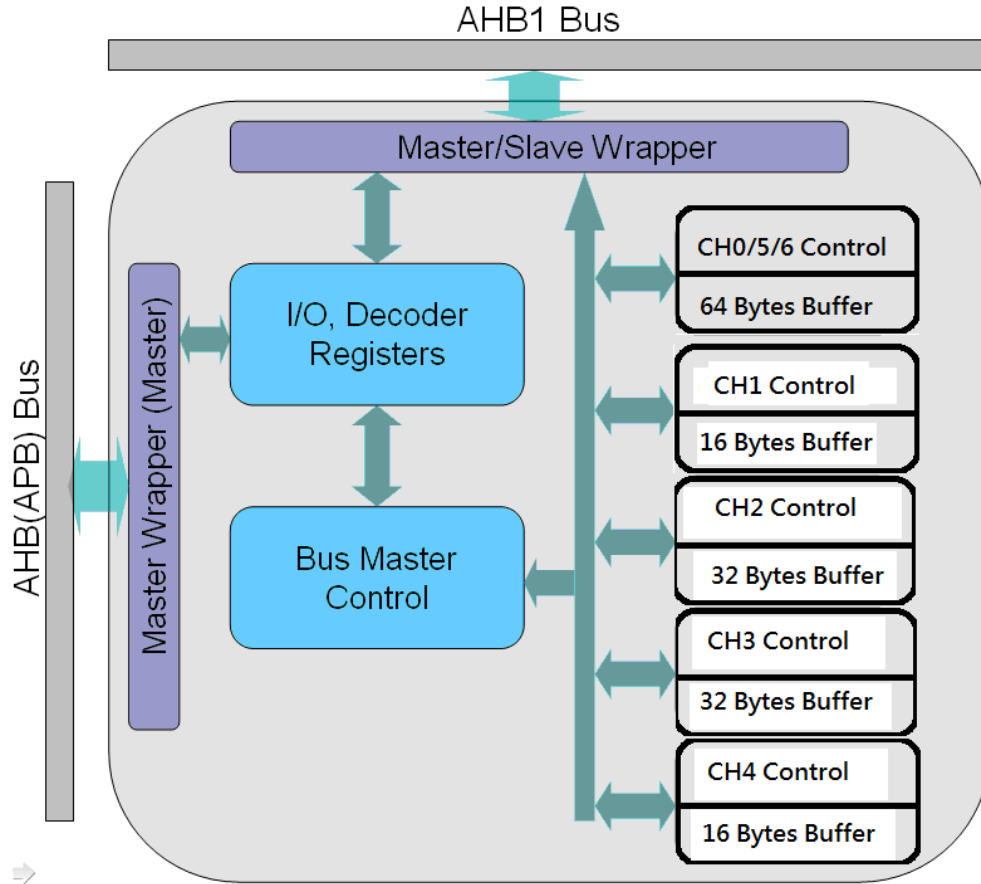 AHB1 Bus
Master/Slave Wrapper
AHB(APB) Bus
Master Wrapper (Master)
I/O, Decoder
Registers
Bus Master
Control
CH0/5/6 Control
64 Bytes Buffer
CH1 Control
16 Bytes Buffer
CH2 Control
32 Bytes Buffer
CH3 Control
32 Bytes Buffer
CH4 Control
16 Bytes Buffer